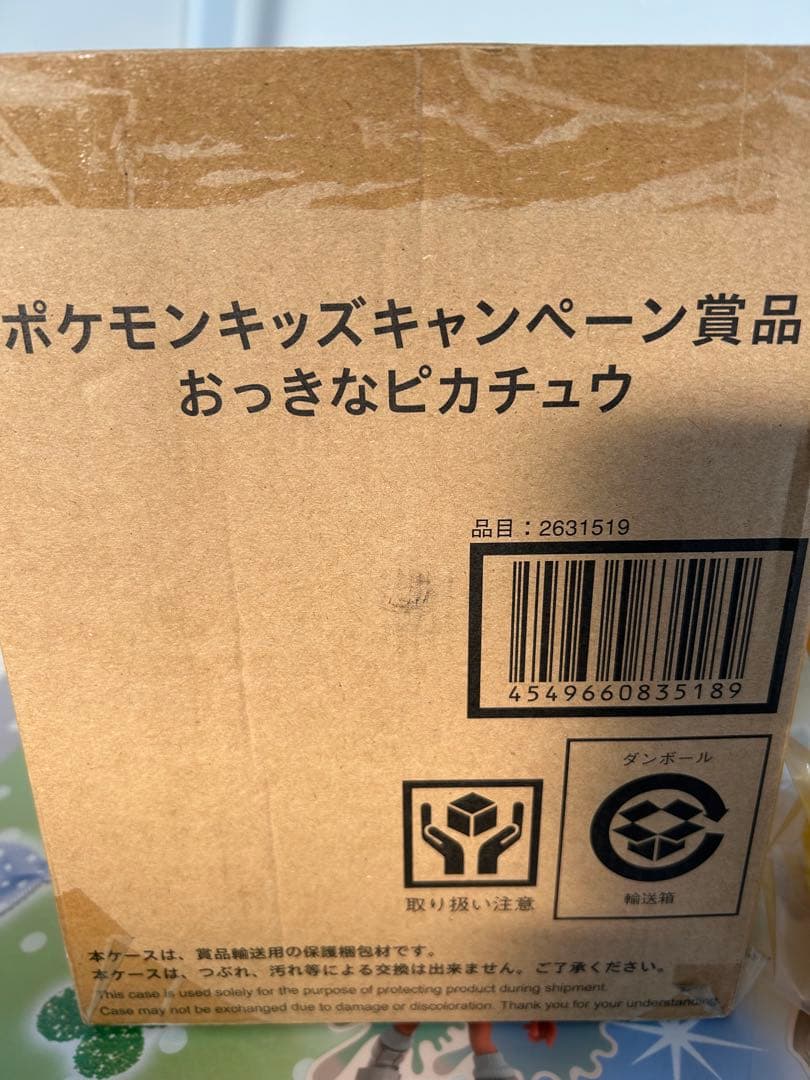 ポケモンキッズキャンペーン賞品
おっきなピカチュウ
品目：2631519
4549660835189
ダンボール
取り扱い注意
輸送箱
本ケースは、賞品輸送用の保護梱包材です。
本ケースは、つぶれ、汚れ等による交換は出来ません。ご了承ください。
This case is used solely for the purpose of protecting product during shipment.
Case may not be exchanged due to damage or discoloration. Thank you for your understanding.